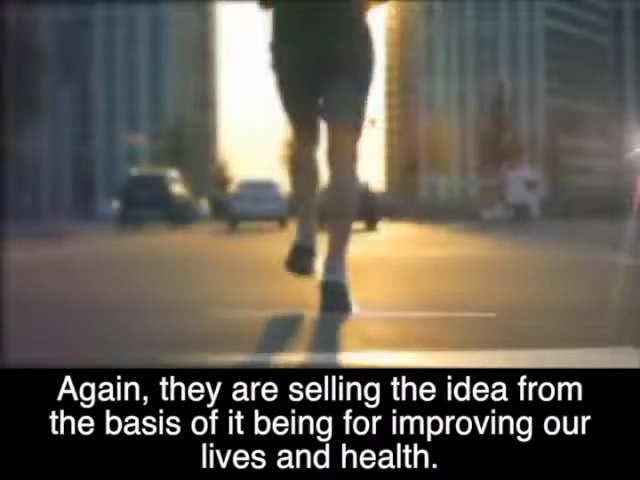 Again, they are selling the idea from
the basis of it being for improving our
lives and health.